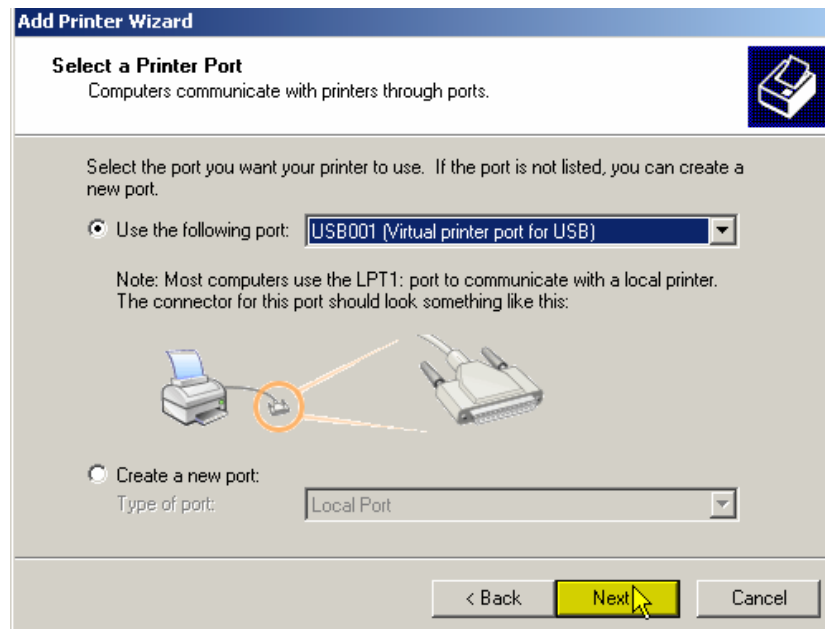 Add Printer Wizard
Select a Printer Port
Computers communicate with printers through ports.
Select the port you want your printer to use. If the port is not listed, you can create a
new port.
Use the following port: USB001 (Virtual printer port for USB)
Note: Most computers use the LPT1: port to communicate with a local printer.
The connector for this port should look something like this:
Create a new port:
Type of port: Local Port
< Back Next Cancel